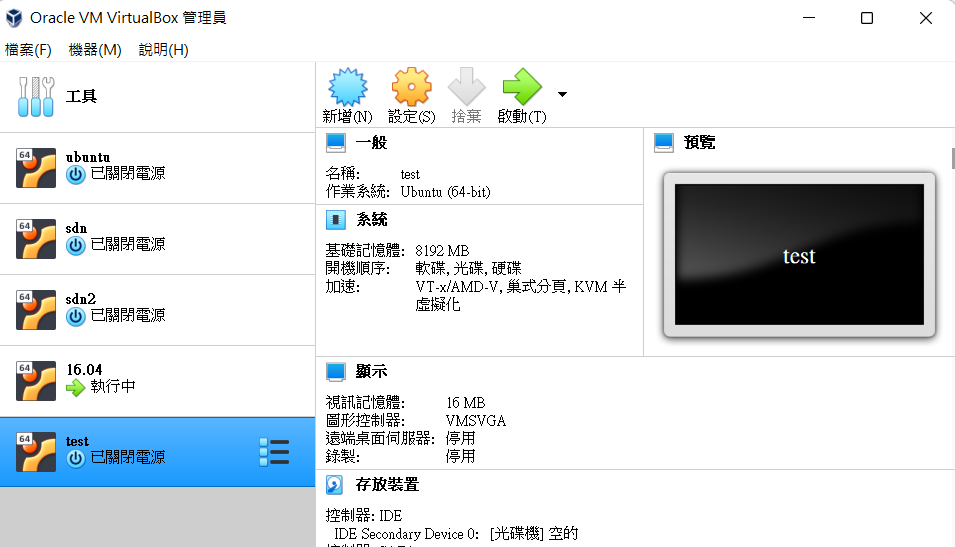 Oracle VM VirtualBox 管理員
檔案(F) 機器(M) 說明(H)
工具
64
ubuntu
已關閉電源
64
sdn
已關閉電源
64
sdn2
已關閉電源
64
16.04
執行中
64
test
已關閉電源
新增(N) 設定(S) 捨棄 啟動(T)
一般
名稱: test
作業系統: Ubuntu (64-bit)
系統
基礎記憶體: 8192 MB
開機順序: 軟碟, 光碟, 硬碟
加速: VT-x/AMD-V, 巢式分頁, KVM 半
虛擬化
預覽
test
顯示
視訊記憶體: 16 MB
圖形控制器: VMSVGA
遠端桌面伺服器: 停用
錄製: 停用
存放裝置
控制器: IDE
IDE Secondary Device 0: [光碟機] 空的